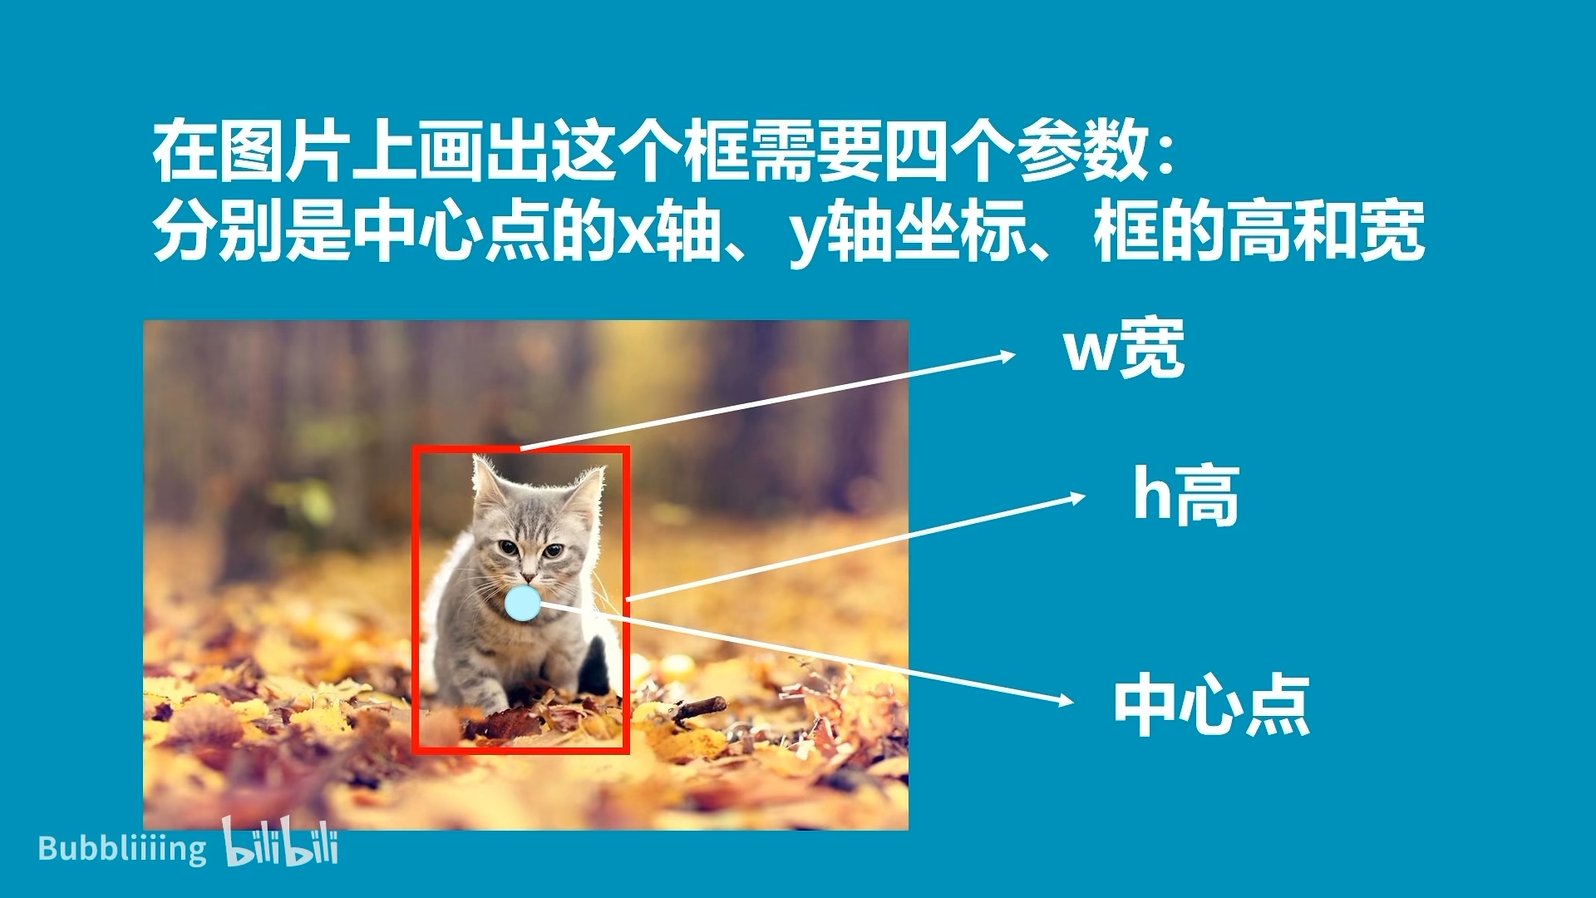 在图片上画出这个框需要四个参数：
分别是中心点的x轴、y轴坐标、框的高和宽
w宽
h高
中心点
Bubbliiiing bilibili